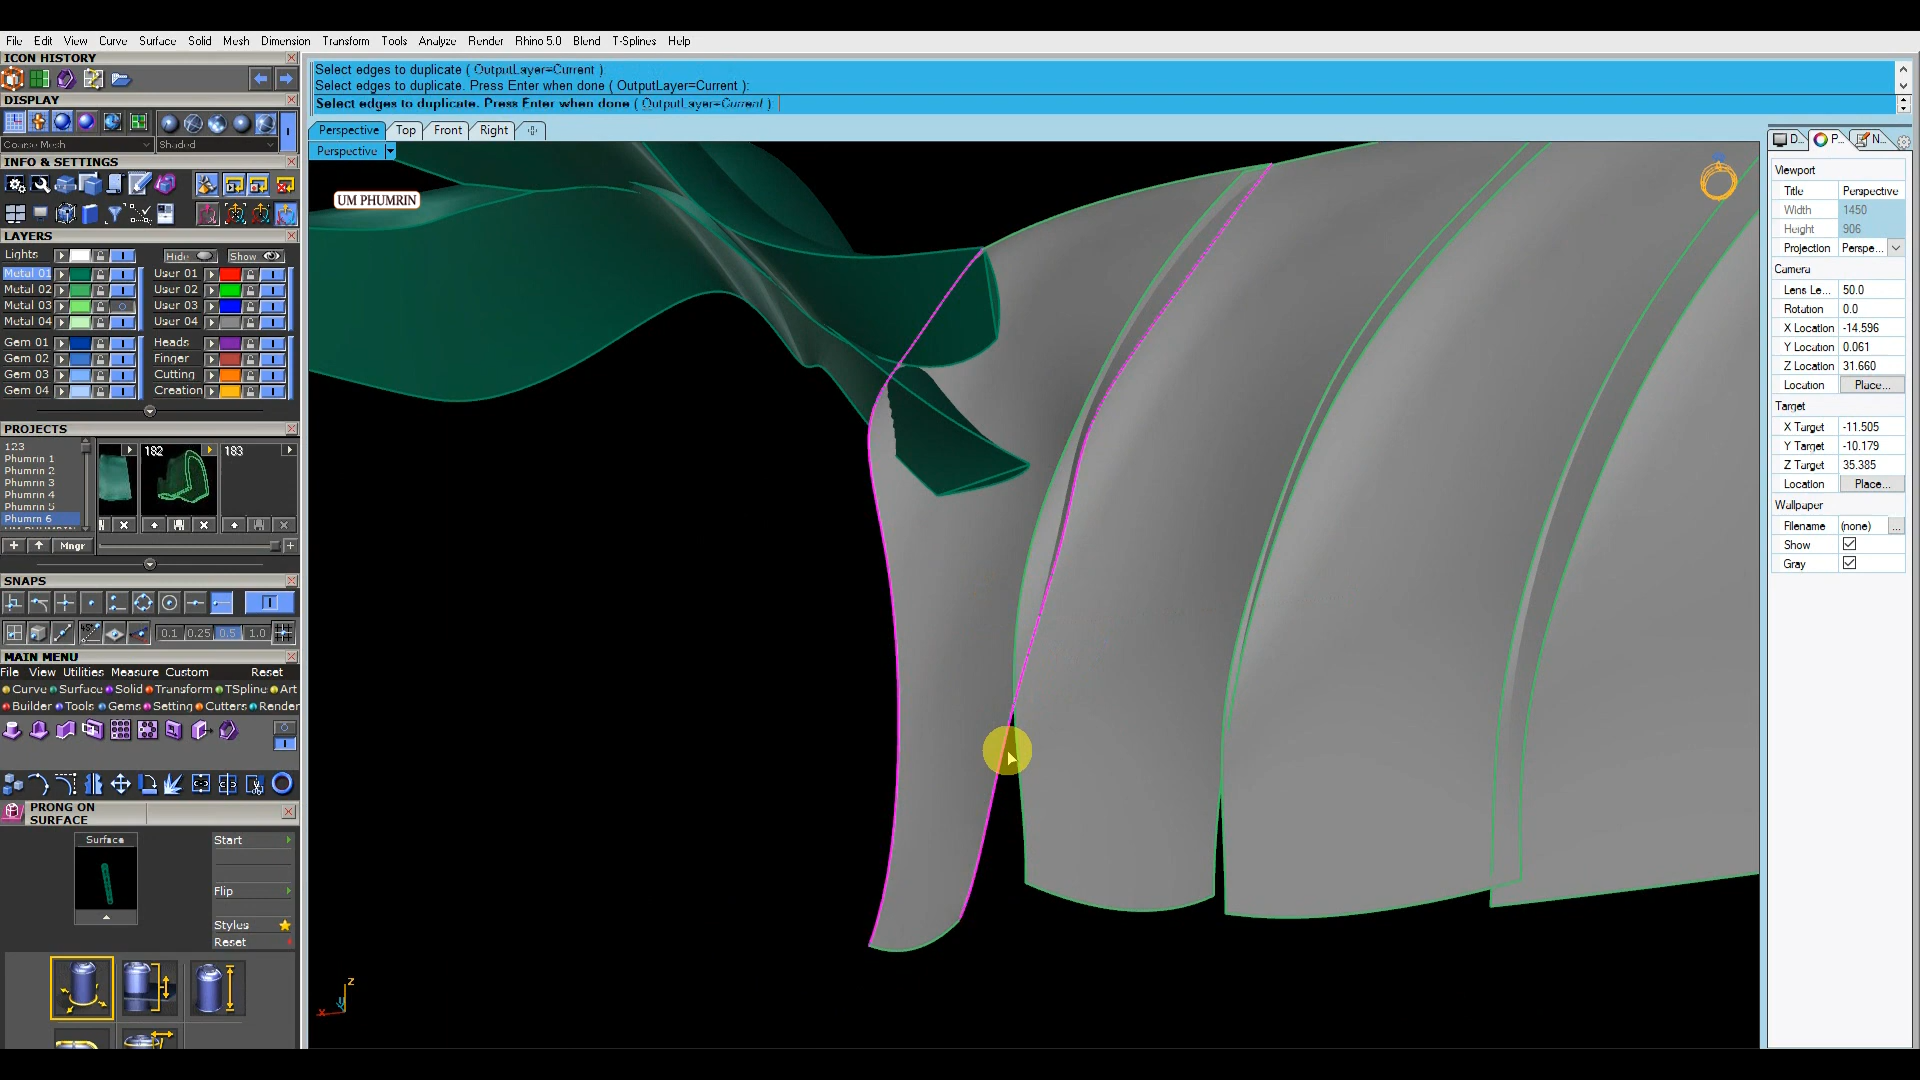 File Edit View Curve Surface Solid Mesh Dimension Transform Tools Analyze Render Rhino 5.0 Blend T-Splines Help
ICON HISTORY
DISPLAY
Coarse Mesh Shaded
INFO & SETTINGS
LAYERS
Lights Hide Show
Metal 01 User 01
Metal 02 User 02
Metal 03 User 03
Metal 04 User 04
Gem 01 Heads
Gem 02 Finger
Gem 03 Cutting
Gem 04 Creation
PROJECTS
123
Phumrin 1
Phumrin 2
Phumrin 3
Phumrin 4
Phumrin 5
Phumrin 6
182 183
Mngr
SNAPS
0.1 0.25 0.5 1.0
MAIN MENU
File View Utilities Measure Custom Reset
Curve Surface Solid Transform TSpline Art
Builder Tools Gems Setting Cutters Render
PRONG ON
SURFACE
Surface
Start
Flip
Styles
Reset
Select edges to duplicate ( OutputLayer=Current ):
Select edges to duplicate. Press Enter when done ( OutputLayer=Current ):
Select edges to duplicate. Press Enter when done ( OutputLayer=Current ):
Perspective Top Front Right
Perspective
UM PHUMRIN
z
x
D... P... N...
Viewport
Title Perspective
Width 1450
Height 906
Projection Perspe...
Camera
Lens Le... 50.0
Rotation 0.0
X Location -14.596
Y Location 0.061
Z Location 31.660
Location Place...
Target
X Target -11.505
Y Target -10.179
Z Target 35.385
Location Place...
Wallpaper
Filename (none) ...
Show
Gray